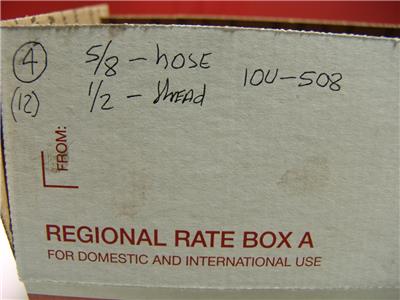 (4) 5/8 - hOSE
(12) 1/2 - thREAD 10U-508
FROM:
REGIONAL RATE BOX A
FOR DOMESTIC AND INTERNATIONAL USE